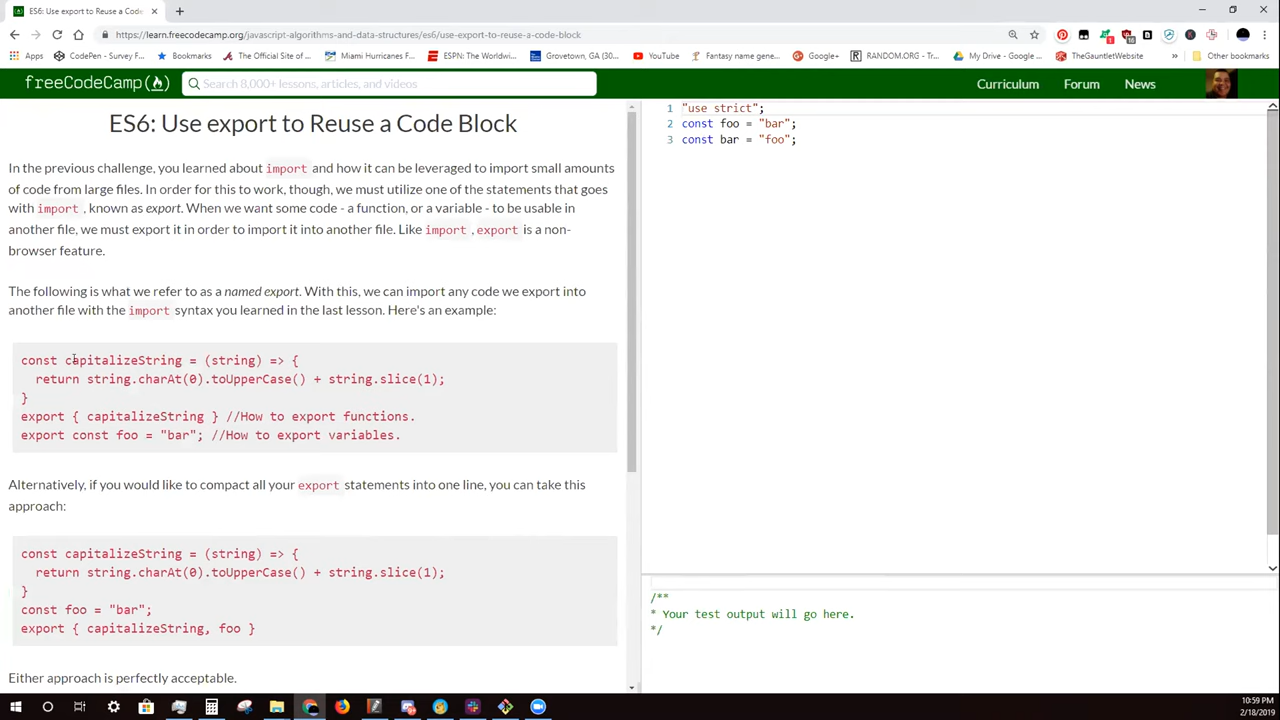 ES6: Use export to Reuse a Code Block
https://learn.freecodecamp.org/javascript-algorithms-and-data-structures/es6/use-export-to-reuse-a-code-block
Apps CodePen - Survey F... Bookmarks The Official Site of ... Miami Hurricanes F... ESPN: The Worldwi... Grovetown, GA (30... YouTube Fantasy name gene... Google+ RANDOM.ORG - Tra... My Drive - Google ... TheGauntletWebsite Other bookmarks
freeCodeCamp
Search 8,000+ lessons, articles, and videos
Curriculum Forum News
ES6: Use export to Reuse a Code Block
In the previous challenge, you learned about import and how it can be leveraged to import small amounts
of code from large files. In order for this to work, though, we must utilize one of the statements that goes
with import , known as export. When we want some code - a function, or a variable - to be usable in
another file, we must export it in order to import it into another file. Like import , export is a non-
browser feature.
The following is what we refer to as a named export. With this, we can import any code we export into
another file with the import syntax you learned in the last lesson. Here's an example:
const capitalizeString = (string) => {
return string.charAt(0).toUpperCase() + string.slice(1);
}
export { capitalizeString } //How to export functions.
export const foo = "bar"; //How to export variables.
Alternatively, if you would like to compact all your export statements into one line, you can take this
approach:
const capitalizeString = (string) => {
return string.charAt(0).toUpperCase() + string.slice(1);
}
const foo = "bar";
export { capitalizeString, foo }
Either approach is perfectly acceptable.
1 "use strict";
2 const foo = "bar";
3 const bar = "foo";
/**
* Your test output will go here.
*/
10:59 PM
2/18/2019